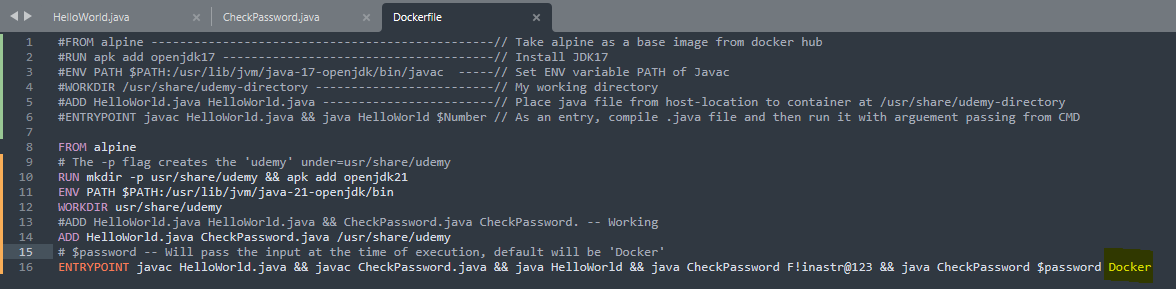 HelloWorld.java × CheckPassword.java × Dockerfile ×
1 #FROM alpine -----------------------------------------------// Take alpine as a base image from docker hub
2 #RUN apk add openjdk17 -------------------------------------// Install JDK17
3 #ENV PATH $PATH:/usr/lib/jvm/java-17-openjdk/bin/javac -----// Set ENV variable PATH of Javac
4 #WORKDIR /usr/share/udemy-directory ------------------------// My working directory
5 #ADD HelloWorld.java HelloWorld.java -----------------------// Place java file from host-location to container at /usr/share/udemy-directory
6 #ENTRYPOINT javac HelloWorld.java && java HelloWorld $Number // As an entry, compile .java file and then run it with arguement passing from CMD
7
8 FROM alpine
9 # The -p flag creates the 'udemy' under=usr/share/udemy
10 RUN mkdir -p usr/share/udemy && apk add openjdk21
11 ENV PATH $PATH:/usr/lib/jvm/java-21-openjdk/bin
12 WORKDIR usr/share/udemy
13 #ADD HelloWorld.java HelloWorld.java && CheckPassword.java CheckPassword. -- Working
14 ADD HelloWorld.java CheckPassword.java /usr/share/udemy
15 # $password -- Will pass the input at the time of execution, default will be 'Docker'
16 ENTRYPOINT javac HelloWorld.java && javac CheckPassword.java && java HelloWorld && java CheckPassword F!inastr@123 && java CheckPassword $password Docker